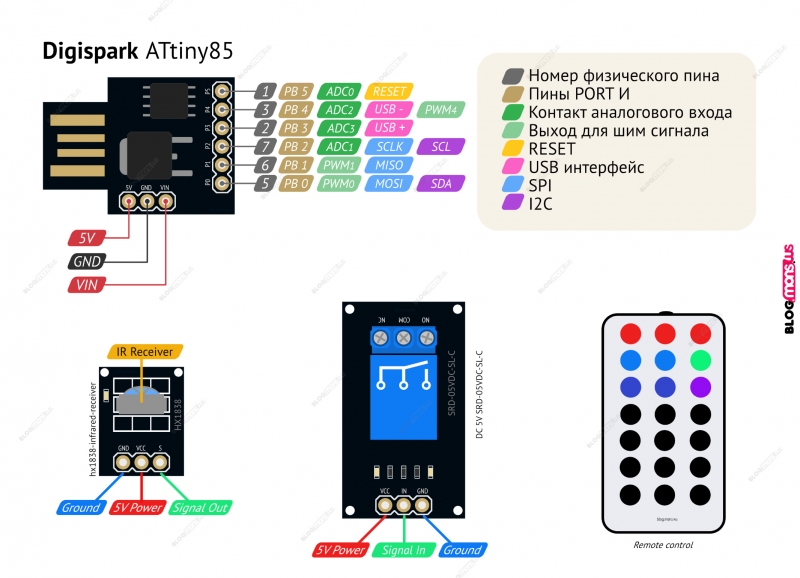 Digispark ATtiny85
P5 1 PB 5 ADC0 RESET
P4 3 PB 4 ADC2 USB - PWM4
P3 2 PB 3 ADC3 USB +
P2 7 PB 2 ADC1 SCLK SCL
P1 6 PB 1 PWM1 MISO
P0 5 PB 0 PWM0 MOSI SDA
5V GND VIN
5V
GND
VIN
Номер физического пина
Пины PORT И
Контакт аналогового входа
Выход для шим сигнала
RESET
USB интерфейс
SPI
I2C
BLOG
smisnow
IR Receiver
hx1838-infrared-receiver
HX1838
GND VCC S
Ground 5V Power Signal Out
NC COM NO
SRD-05VDC-SL-C
DC 5V SRD-05VDC-SL-C
VCC IN GND
5V Power Signal In Ground
Remote control